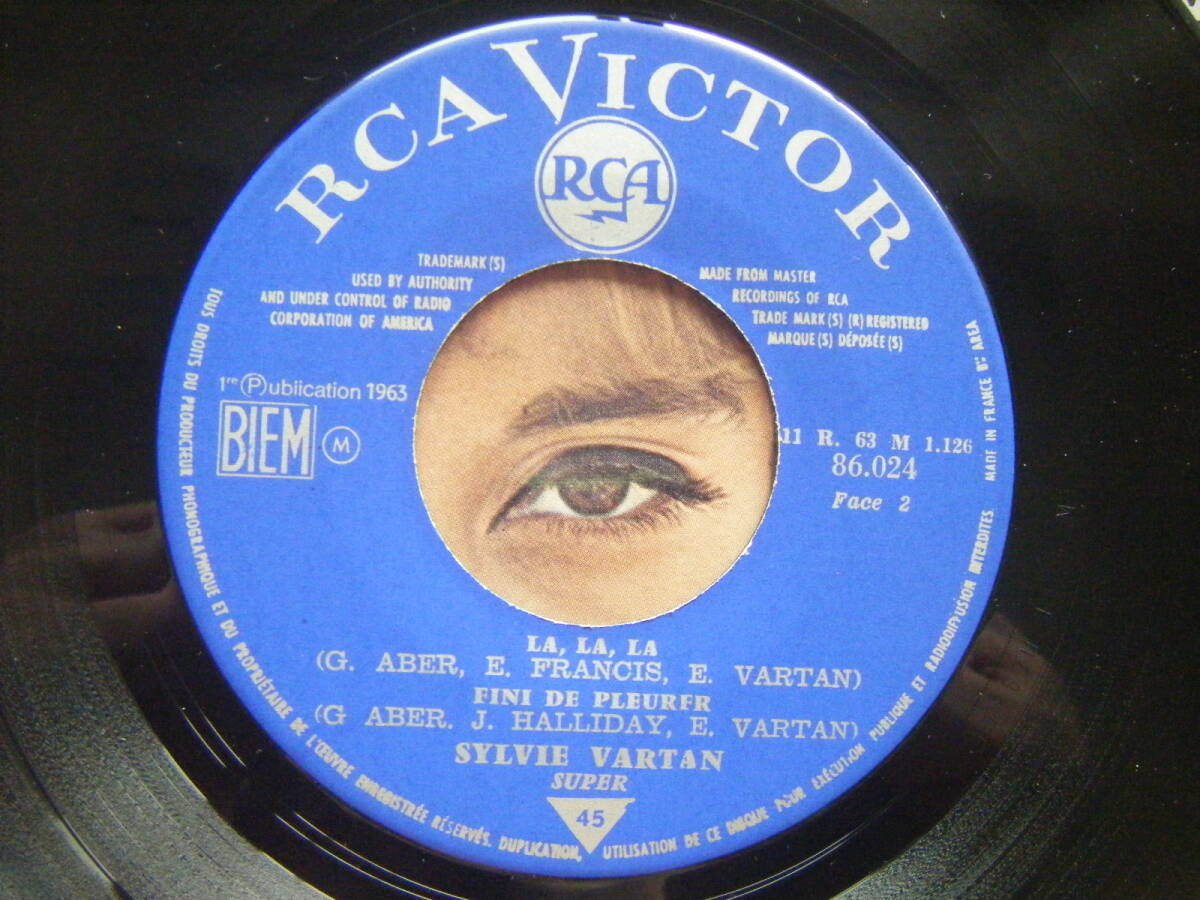 RCA VICTOR
RCA
TRADEMARK(S)
USED BY AUTHORITY
AND UNDER CONTROL OF RADIO
CORPORATION OF AMERICA
MADE FROM MASTER
RECORDINGS OF RCA
TRADE MARK(S) (R) REGISTERED
MARQUE(S) DÉPOSÉE(S)
1re (P)ublication 1963
BIEM
M
11 R. 63 M 1.126
86.024
Face 2
LA, LA, LA
(G. ABER, E. FRANCIS, E. VARTAN)
FINI DE PLEURER
(G ABER. J. HALLIDAY, E. VARTAN)
SYLVIE VARTAN
SUPER
45
TOUS DROITS DU PRODUCTEUR PHONOGRAPHIQUE ET DU PROPRIÉTAIRE DE L'ŒUVRE ENREGISTRÉE RÉSERVÉS. DUPLICATION, UTILISATION DE CE DISQUE POUR EXÉCUTION PUBLIQUE ET RADIODIFFUSION INTERDITES. MADE IN FRANCE B: AREA